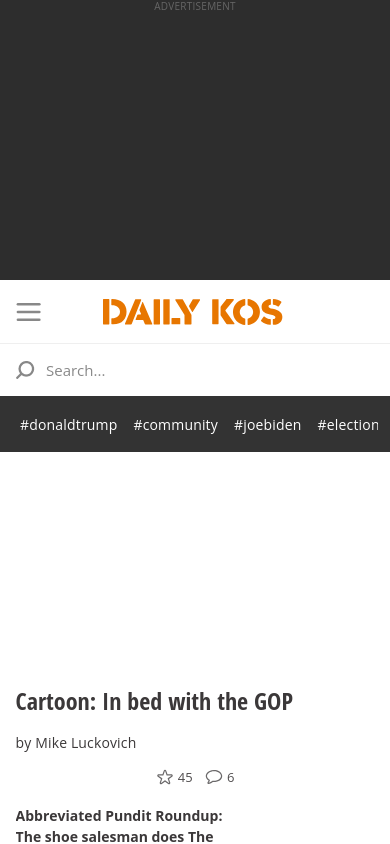 ADVERTISEMENT
DAILY KOS
Search...
#donaldtrump #community #joebiden #election
Cartoon: In bed with the GOP
by Mike Luckovich
45 6
Abbreviated Pundit Roundup:
The shoe salesman does The